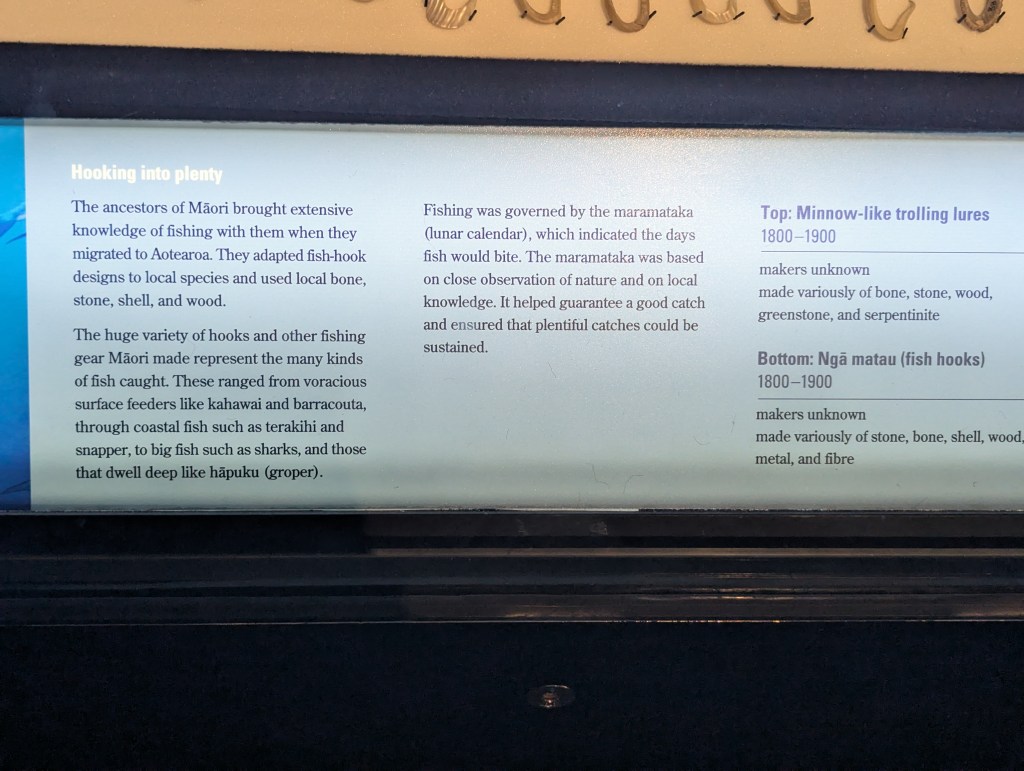 Hooking into plenty
The ancestors of Māori brought extensive
knowledge of fishing with them when they
migrated to Aotearoa. They adapted fish-hook
designs to local species and used local bone,
stone, shell, and wood.
The huge variety of hooks and other fishing
gear Māori made represent the many kinds
of fish caught. These ranged from voracious
surface feeders like kahawai and barracouta,
through coastal fish such as terakihi and
snapper, to big fish such as sharks, and those
that dwell deep like hāpuku (groper).
Fishing was governed by the maramataka
(lunar calendar), which indicated the days
fish would bite. The maramataka was based
on close observation of nature and on local
knowledge. It helped guarantee a good catch
and ensured that plentiful catches could be
sustained.
Top: Minnow-like trolling lures
1800–1900
makers unknown
made variously of bone, stone, wood,
greenstone, and serpentinite
Bottom: Ngā matau (fish hooks)
1800–1900
makers unknown
made variously of stone, bone, shell, wood,
metal, and fibre